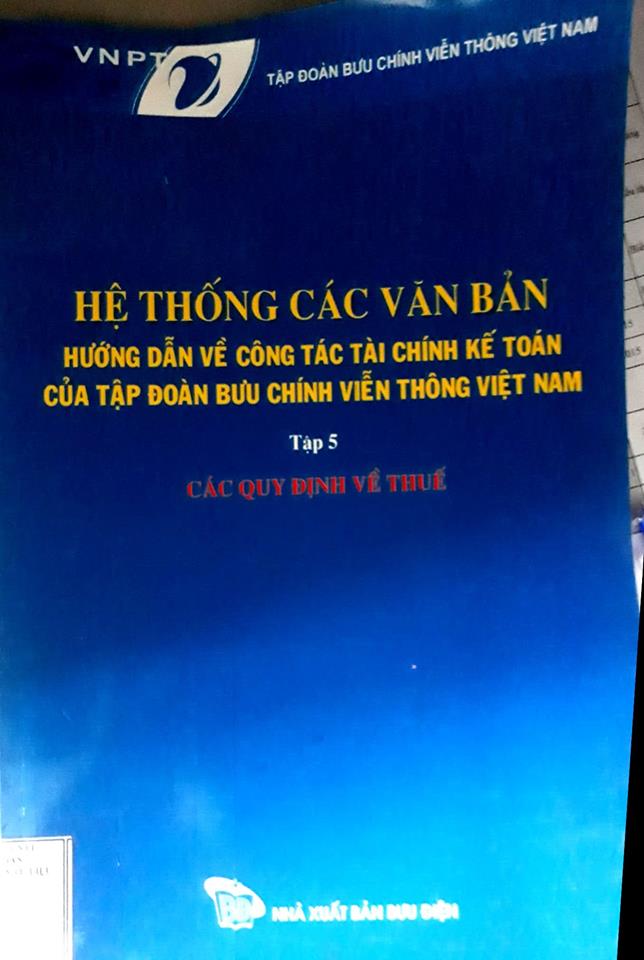 VNPT
TẬP ĐOÀN BƯU CHÍNH VIỄN THÔNG VIỆT NAM
HỆ THỐNG CÁC VĂN BẢN
HƯỚNG DẪN VỀ CÔNG TÁC TÀI CHÍNH KẾ TOÁN
CỦA TẬP ĐOÀN BƯU CHÍNH VIỄN THÔNG VIỆT NAM
Tập 5
CÁC QUY ĐỊNH VỀ THUẾ
NHÀ XUẤT BẢN BƯU ĐIỆN